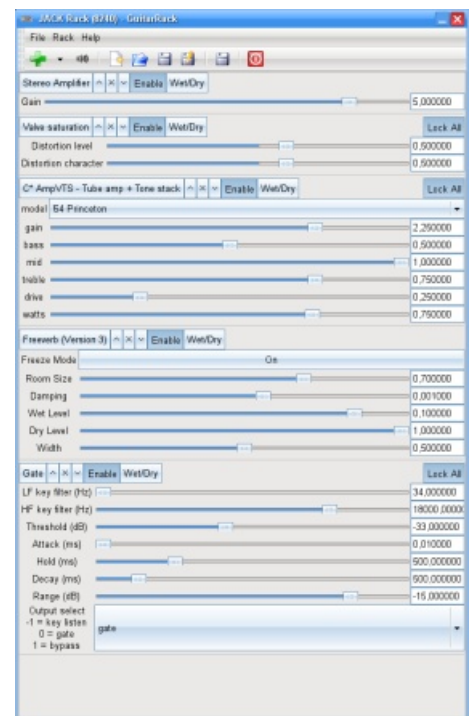 JACK Rack (8240) - GuitarRack
File Rack Help
Stereo Amplifier Enable Wet/Dry
Gain 5,000000
Valve saturation Enable Wet/Dry Lock All
Distortion level 0,500000
Distortion character 0,500000
C* AmpVTS - Tube amp + Tone stack Enable Wet/Dry Lock All
model 54 Princeton
gain 2,250000
bass 0,500000
mid 1,000000
treble 0,750000
drive 0,250000
watts 0,750000
Freeverb (Version 3) Enable Wet/Dry
Freeze Mode On
Room Size 0,700000
Damping 0,001000
Wet Level 0,100000
Dry Level 1,000000
Width 0,500000
Gate Enable Wet/Dry Lock All
LF key filter (Hz) 34,000000
HF key filter (Hz) 18000,0000
Threshold (dB) -33,000000
Attack (ms) 0,010000
Hold (ms) 500,000000
Decay (ms) 500,000000
Range (dB) -15,000000
Output select
-1 = key listen
0 = gate
1 = bypass
gate